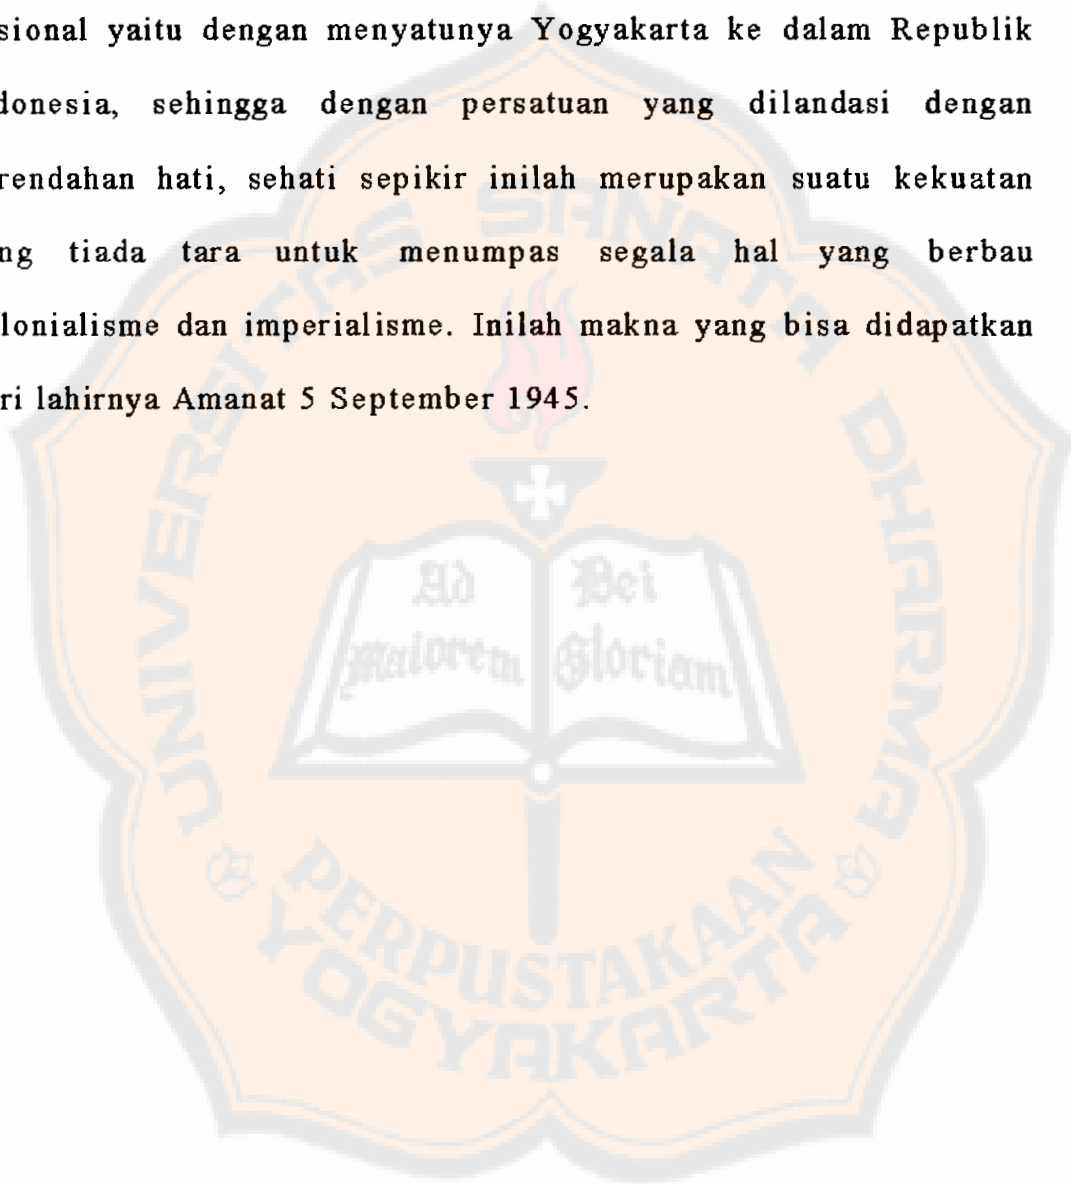 sional yaitu dengan menyatunya Yogyakarta ke dalam Republik
donesia, sehingga dengan persatuan yang dilandasi dengan
rendahan hati, sehati sepikir inilah merupakan suatu kekuatan
ng tiada tara untuk menumpas segala hal yang berbau
lonialisme dan imperialisme. Inilah makna yang bisa didapatkan
ri lahirnya Amanat 5 September 1945.
UNIVERSITAS SANATA DHARMA
Ad Dei
Maiorem Gloriam
PERPUSTAKAAN
YOGYAKARTA